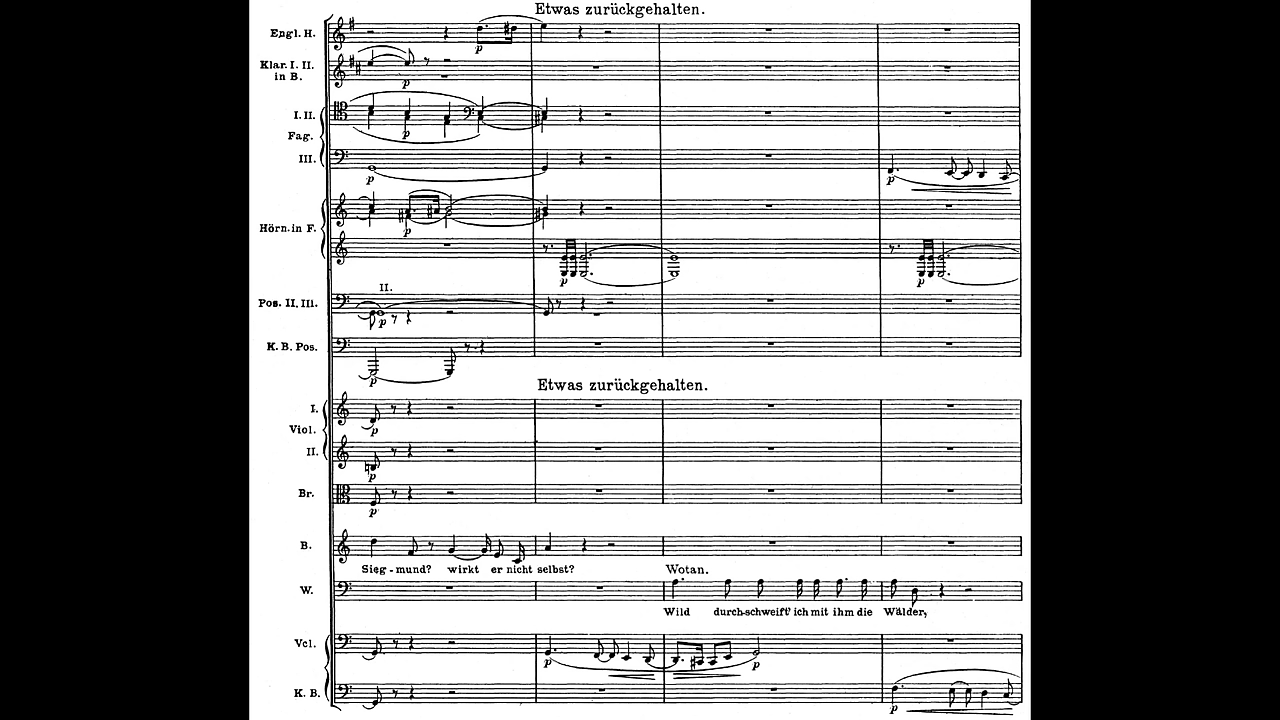 Etwas zurückgehalten.
Engl. H.
Klar. I. II.
in B.
p
I. II.
p
Fag.
III.
p
p
Hörn. in F.
p
p
p
II.
Pos. II. III.
p
K. B. Pos.
p
Etwas zurückgehalten.
I.
p
Viol.
II.
p
Br.
p
B.
Sieg - mund? wirkt er nicht selbst?
Wotan.
W.
Wild durch-schweift' ich mit ihm die Wälder,
Vcl.
p
p
K. B.
p